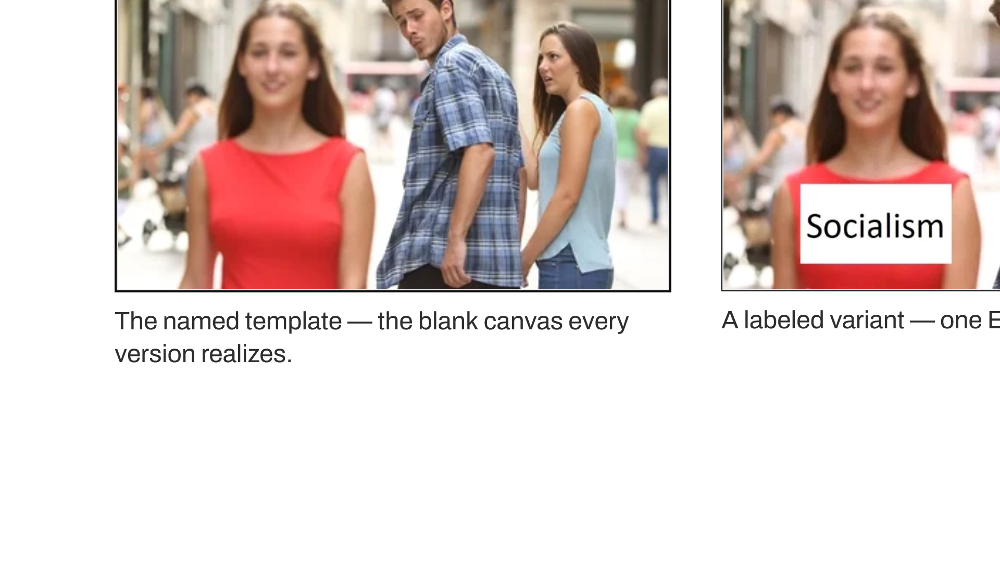 Socialism
The named template — the blank canvas every
version realizes.
A labeled variant — one E